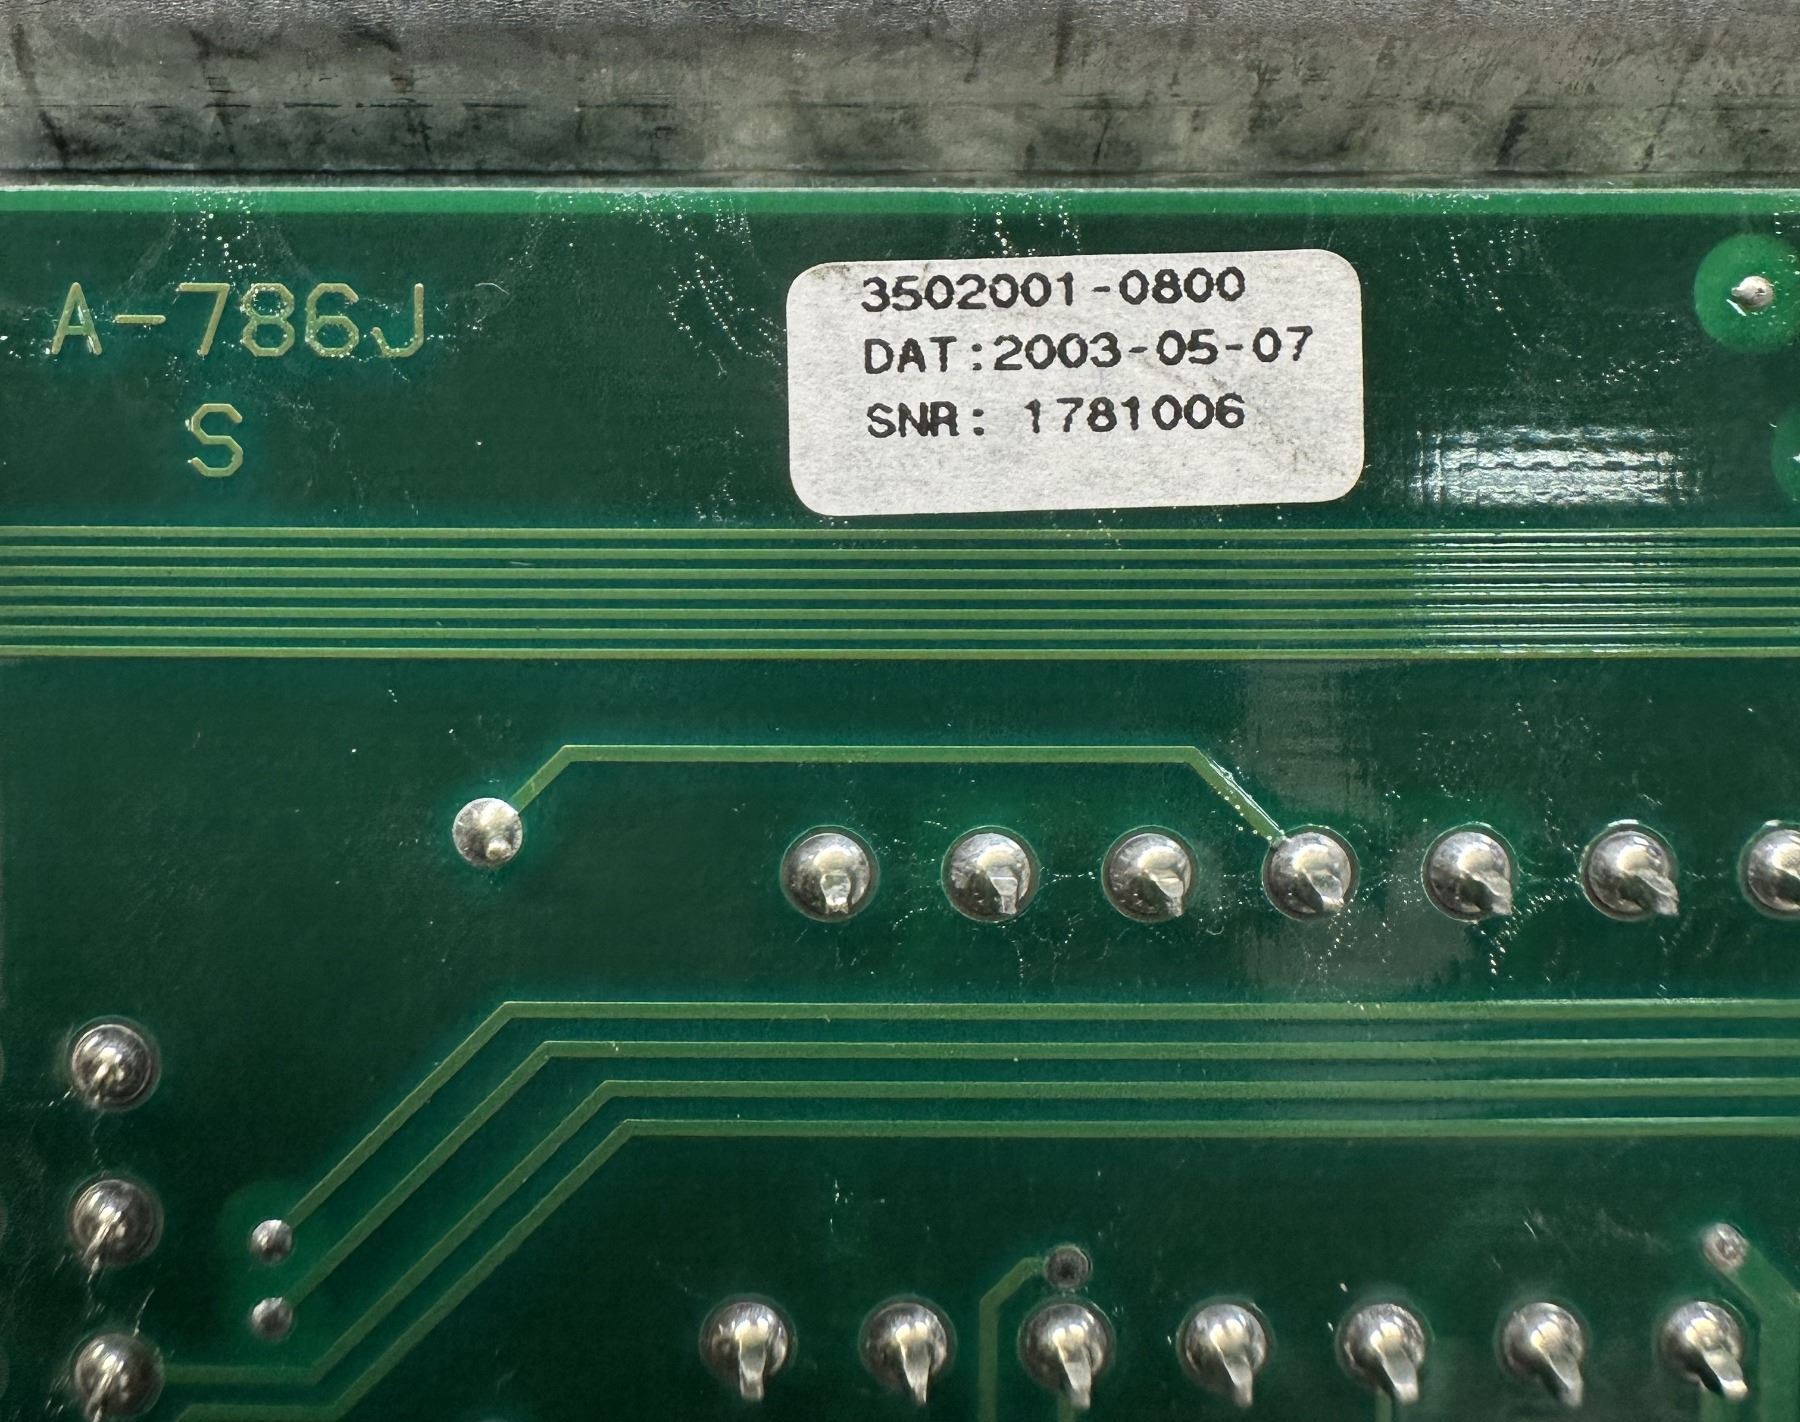 A-786J
S
3502001-0800
DAT:2003-05-07
SNR: 1781006